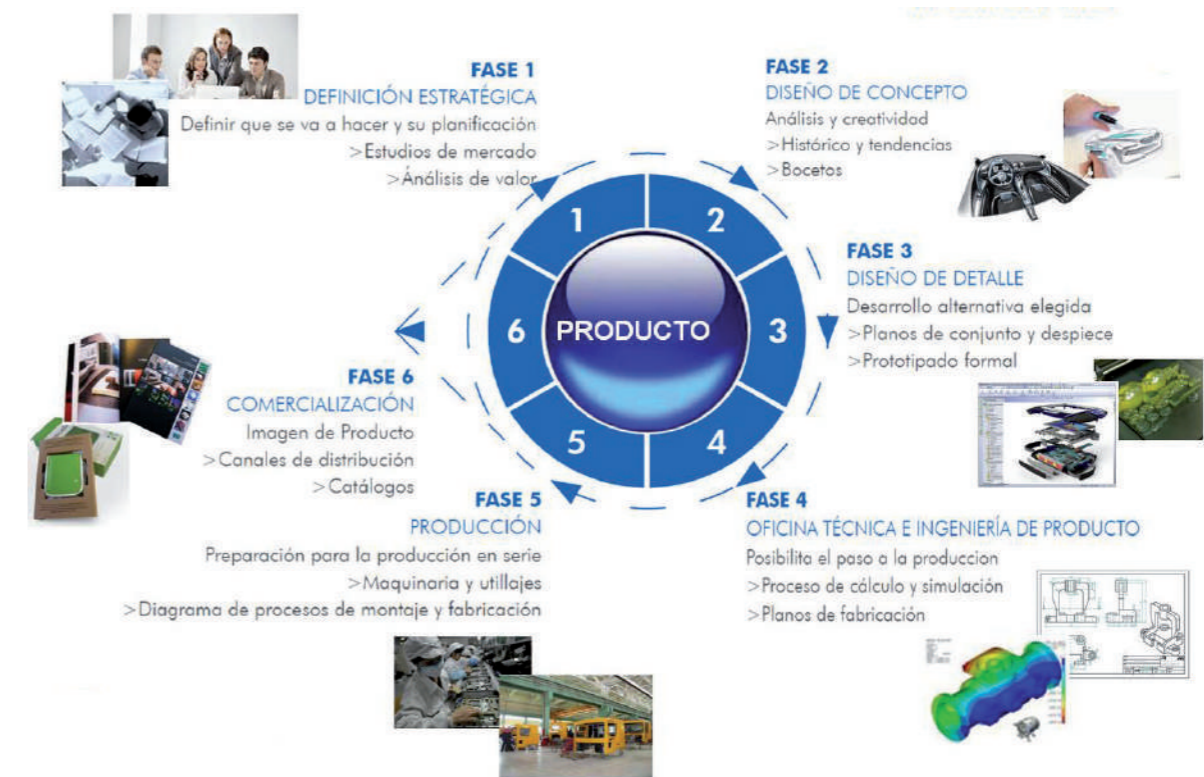 FASE 1
DEFINICIÓN ESTRATÉGICA
Definir que se va a hacer y su planificación
>Estudios de mercado
>Ánálisis de valor
FASE 2
DISEÑO DE CONCEPTO
Análisis y creatividad
>Histórico y tendencias
>Bocetos
FASE 3
DISEÑO DE DETALLE
Desarrollo alternativa elegida
>Planos de conjunto y despiece
>Prototipado formal
1
2
6
PRODUCTO
3
5
4
FASE 6
COMERCIALIZACIÓN
Imagen de Producto
>Canales de distribución
>Catálogos
FASE 5
PRODUCCIÓN
Preparación para la producción en serie
>Maquinaria y utillajes
>Diagrama de procesos de montaje y fabricación
FASE 4
OFICINA TÉCNICA E INGENIERÍA DE PRODUCTO
Posibilita el paso a la produccion
>Proceso de cálculo y simulación
>Planos de fabricación